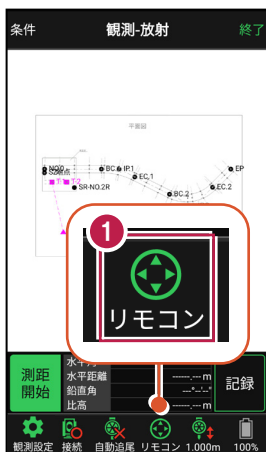 条件 観測-放射 終了
平面図
BC.1 IP.1
EC.1
EP
T-1 T-2
SR-NO.2R
BC.2
EC.2
1
リモコン
測距
開始
水平角
水平距離 -----.--- m
鉛直角 ---°--'--"
比高 -----.--- m
記録
観測設定 接続 自動追尾 リモコン 1.000m 100%